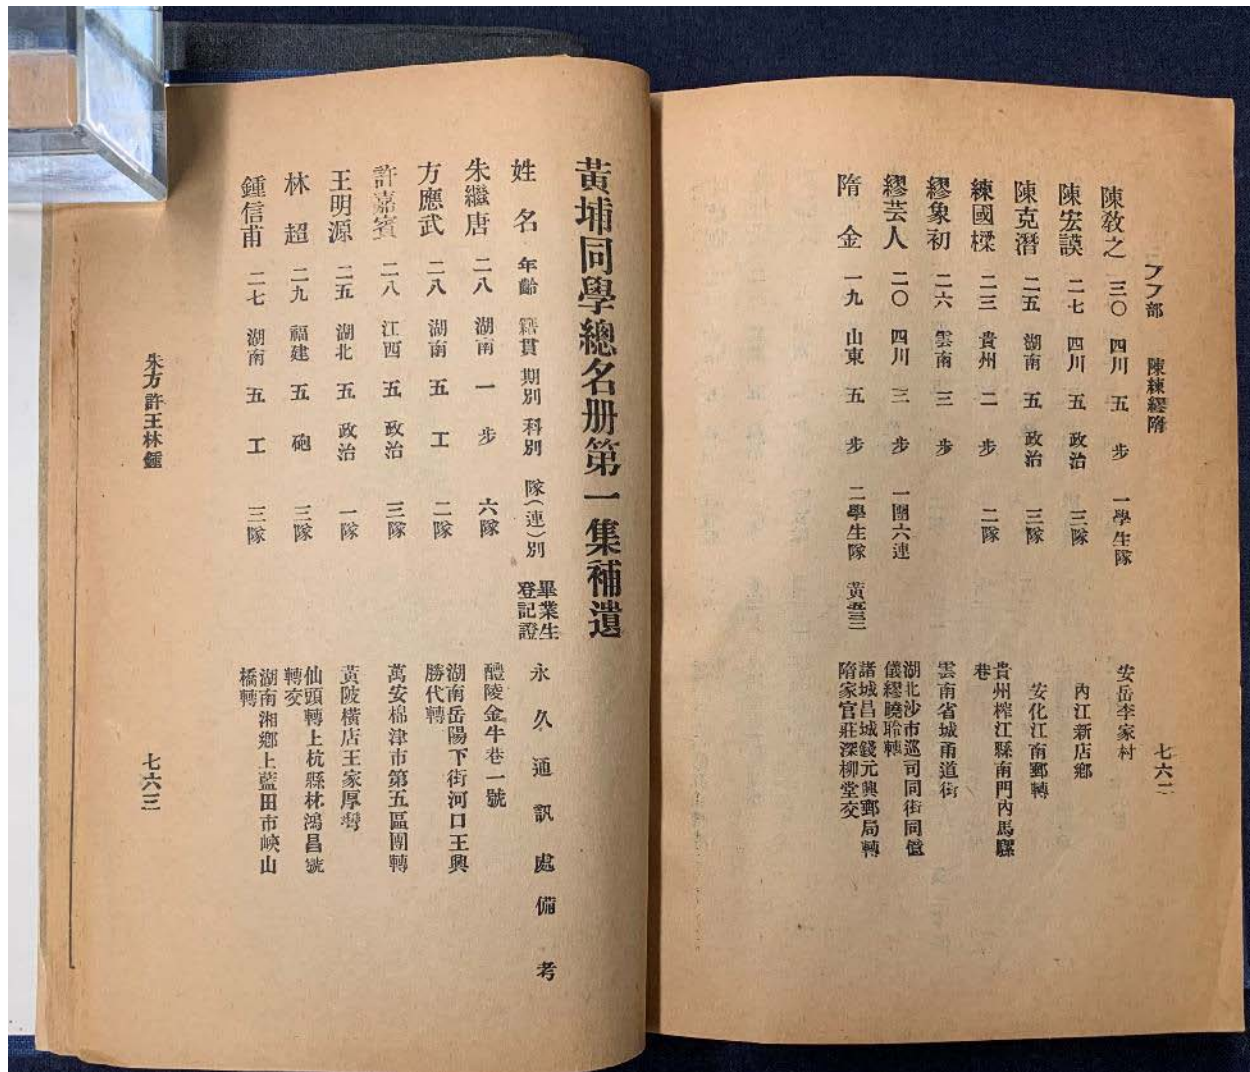 フフ部　陳練繆隋　七六二
陳教之　三〇　四川　五　步　一學生隊　安岳李家村
陳宏謨　二七　四川　五　政治　三隊　內江新店鄉
陳克潛　二五　湖南　五　政治　三隊　安化江南郵轉
練國樑　二三　貴州　二　步　二隊　貴州榨江縣南門內馬驛
巷
繆象初　二六　雲南　三　步　雲南省城甬道街
繆芸人　二〇　四川　三　步　一團六連　湖北沙市巡司同街同億
儀繆曉聆轉
隋　金　一九　山東　五　步　二學生隊　黃　諸城昌城錢元興郵局轉
隋家官莊深柳堂交
黃埔同學總名册第一集補遺
姓　名　年齡　籍貫　期別　科別　隊（連）別　畢業生登記證　永久通訊處　備　考
朱繼唐　二八　湖南　一　步　六隊　醴陵金牛巷一號
方應武　二八　湖南　五　工　二隊　湖南岳陽下街河口王興
勝代轉
許嘉賓　二八　江西　五　政治　三隊　萬安棉津市第五區團轉
王明源　二五　湖北　五　政治　一隊　黃陂橫店王家厚灣
林　超　二九　福建　五　砲　三隊　仙頭轉上杭縣林鴻昌號
轉交
鍾信甫　二七　湖南　五　工　三隊　湖南湘鄉上藍田市峽山
橋轉
朱方許王林鍾　七六三